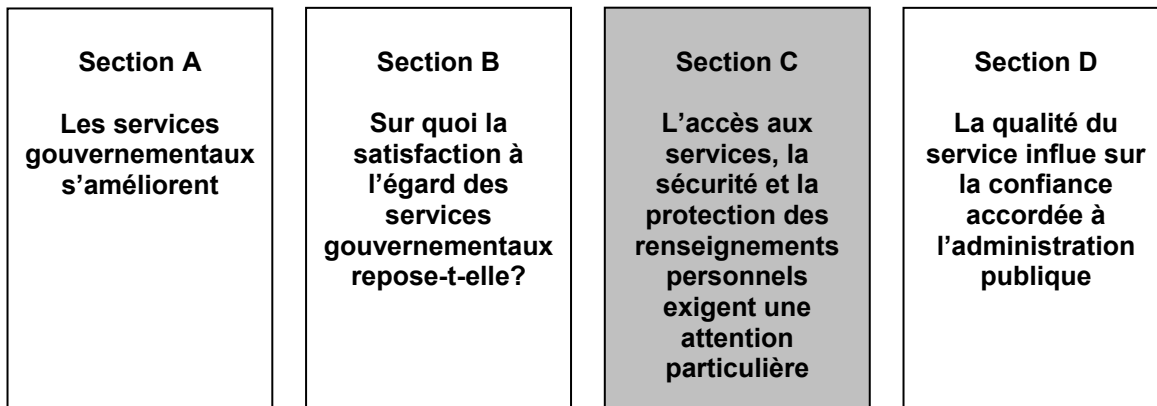 Section A
Les services
gouvernementaux
s’améliorent
Section B
Sur quoi la
satisfaction à
l’égard des
services
gouvernementaux
repose-t-elle?
Section C
L’accès aux
services, la
sécurité et la
protection des
renseignements
personnels
exigent une
attention
particulière
Section D
La qualité du
service influe sur
la confiance
accordée à
l’administration
publique